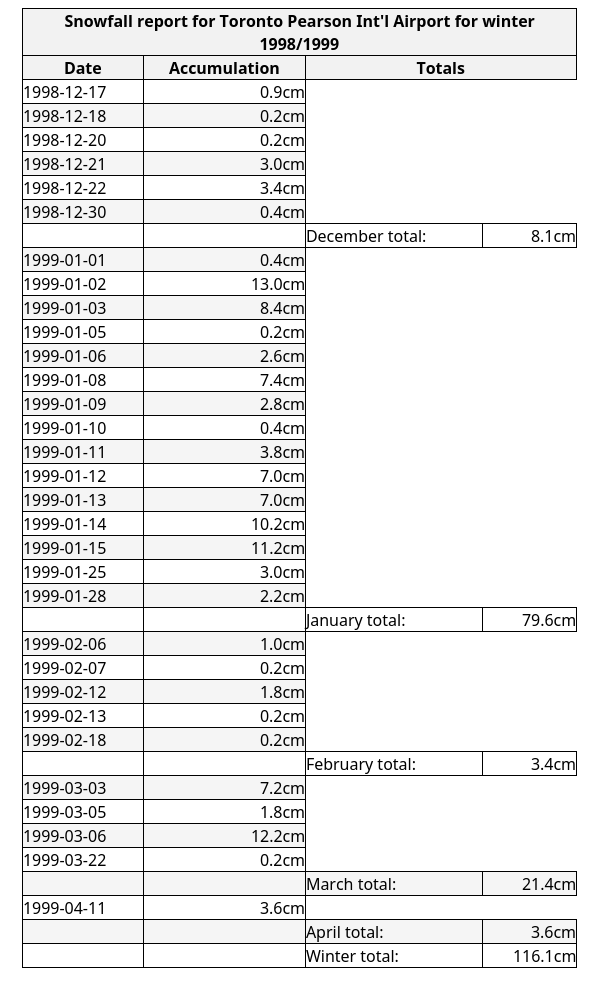 Snowfall report for Toronto Pearson Int'l Airport for winter
1998/1999
Date Accumulation Totals
1998-12-17 0.9cm
1998-12-18 0.2cm
1998-12-20 0.2cm
1998-12-21 3.0cm
1998-12-22 3.4cm
1998-12-30 0.4cm
December total: 8.1cm
1999-01-01 0.4cm
1999-01-02 13.0cm
1999-01-03 8.4cm
1999-01-05 0.2cm
1999-01-06 2.6cm
1999-01-08 7.4cm
1999-01-09 2.8cm
1999-01-10 0.4cm
1999-01-11 3.8cm
1999-01-12 7.0cm
1999-01-13 7.0cm
1999-01-14 10.2cm
1999-01-15 11.2cm
1999-01-25 3.0cm
1999-01-28 2.2cm
January total: 79.6cm
1999-02-06 1.0cm
1999-02-07 0.2cm
1999-02-12 1.8cm
1999-02-13 0.2cm
1999-02-18 0.2cm
February total: 3.4cm
1999-03-03 7.2cm
1999-03-05 1.8cm
1999-03-06 12.2cm
1999-03-22 0.2cm
March total: 21.4cm
1999-04-11 3.6cm
April total: 3.6cm
Winter total: 116.1cm